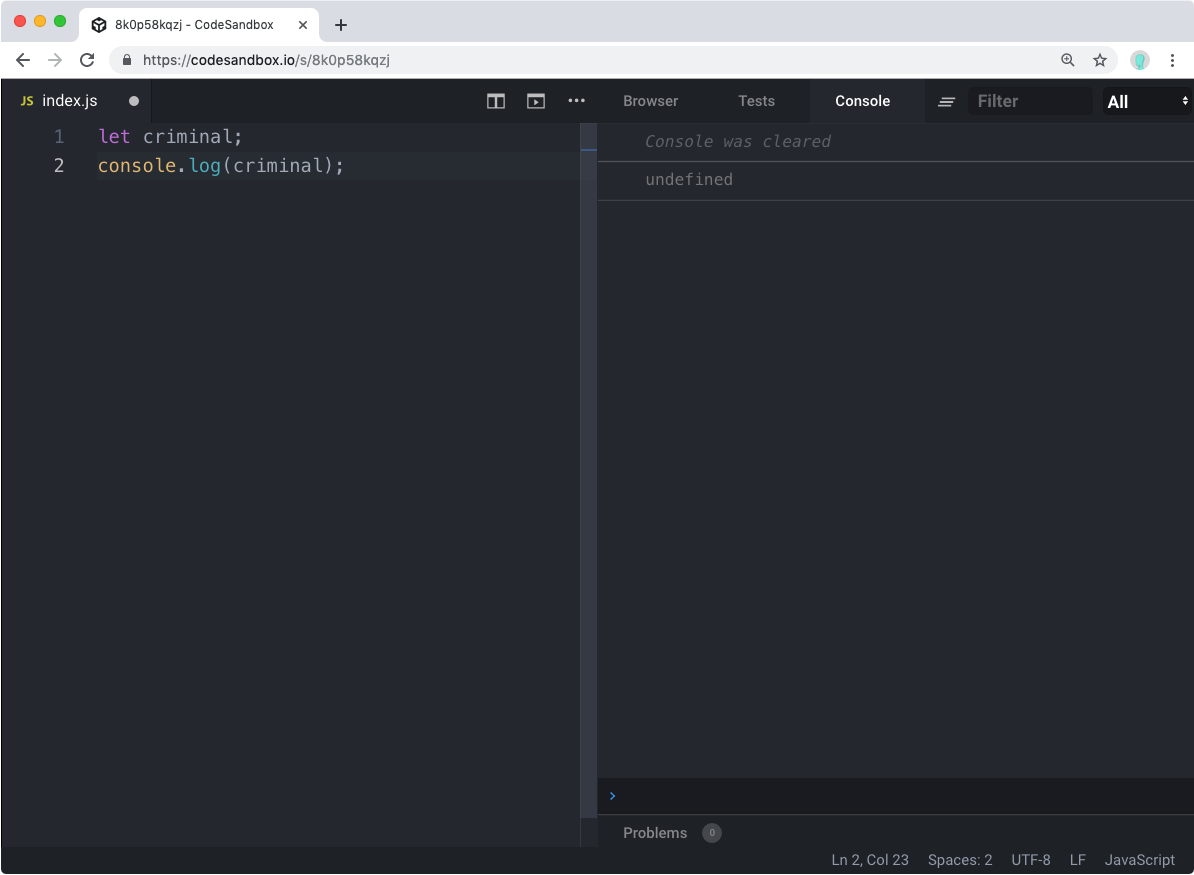 8k0p58kqzj - CodeSandbox
https://codesandbox.io/s/8k0p58kqzj
JS index.js
Browser Tests Console Filter All
1 let criminal;
2 console.log(criminal);
Console was cleared
undefined
Problems 0
Ln 2, Col 23 Spaces: 2 UTF-8 LF JavaScript